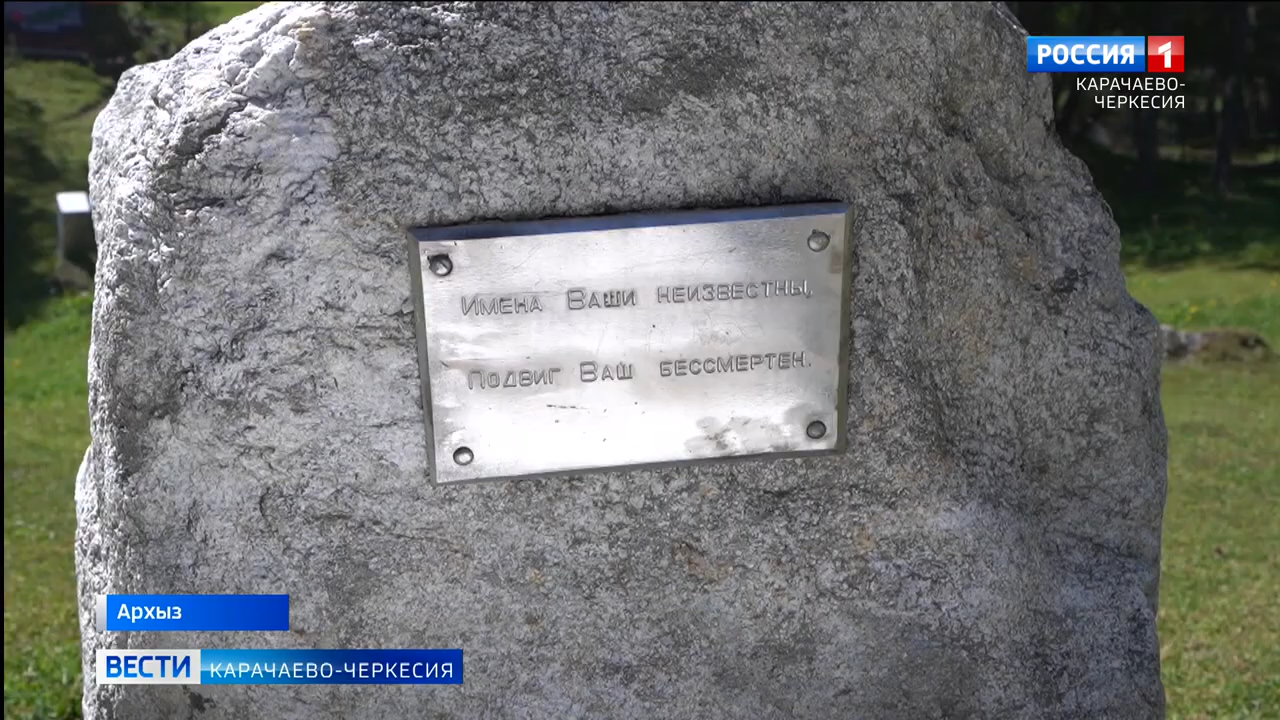 РОССИЯ 1
КАРАЧАЕВО-
ЧЕРКЕСИЯ
Имена Ваши неизвестны,
Подвиг Ваш бессмертен.
Архыз
ВЕСТИ КАРАЧАЕВО-ЧЕРКЕСИЯ